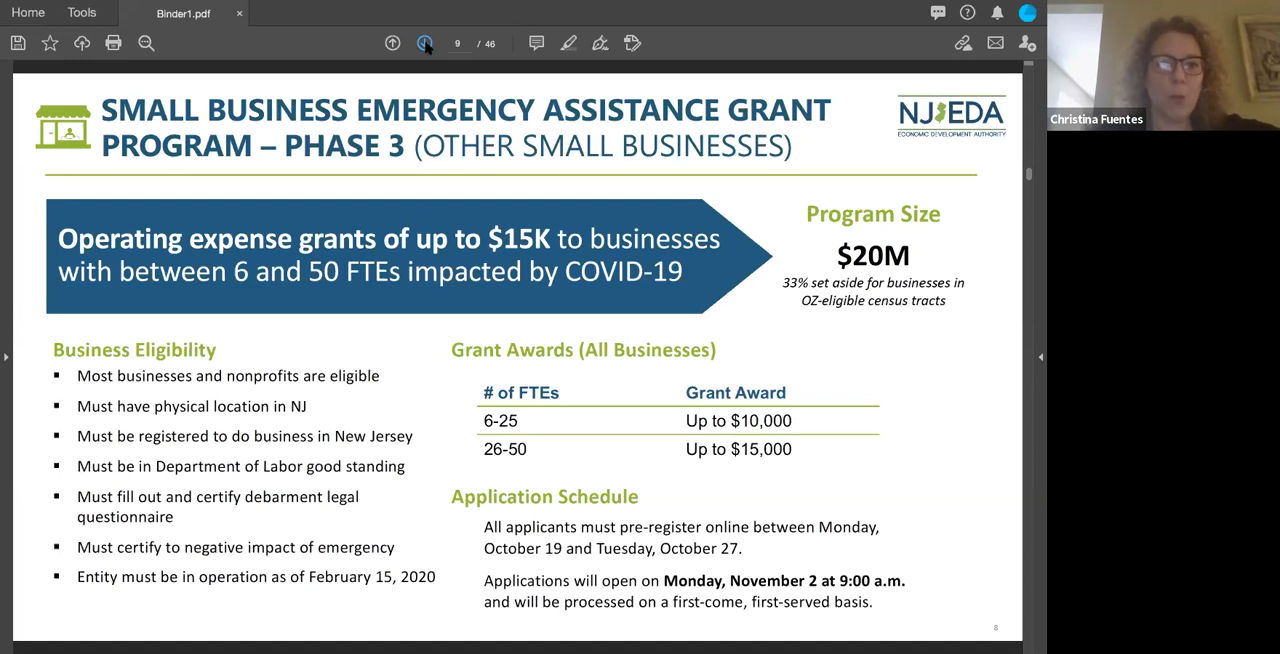 Home
Tools
Binder1.pdf
×
9 / 46
SMALL BUSINESS EMERGENCY ASSISTANCE GRANT
PROGRAM – PHASE 3 (OTHER SMALL BUSINESSES)
NJEDA
ECONOMIC DEVELOPMENT AUTHORITY
Christina Fuentes
Operating expense grants of up to $15K to businesses
with between 6 and 50 FTEs impacted by COVID-19
Program Size
$20M
33% set aside for businesses in
OZ-eligible census tracts
Business Eligibility
▪ Most businesses and nonprofits are eligible
▪ Must have physical location in NJ
▪ Must be registered to do business in New Jersey
▪ Must be in Department of Labor good standing
▪ Must fill out and certify debarment legal
questionnaire
▪ Must certify to negative impact of emergency
▪ Entity must be in operation as of February 15, 2020
Grant Awards (All Businesses)
# of FTEs Grant Award
6-25 Up to $10,000
26-50 Up to $15,000
Application Schedule
All applicants must pre-register online between Monday,
October 19 and Tuesday, October 27.
Applications will open on Monday, November 2 at 9:00 a.m.
and will be processed on a first-come, first-served basis.
8